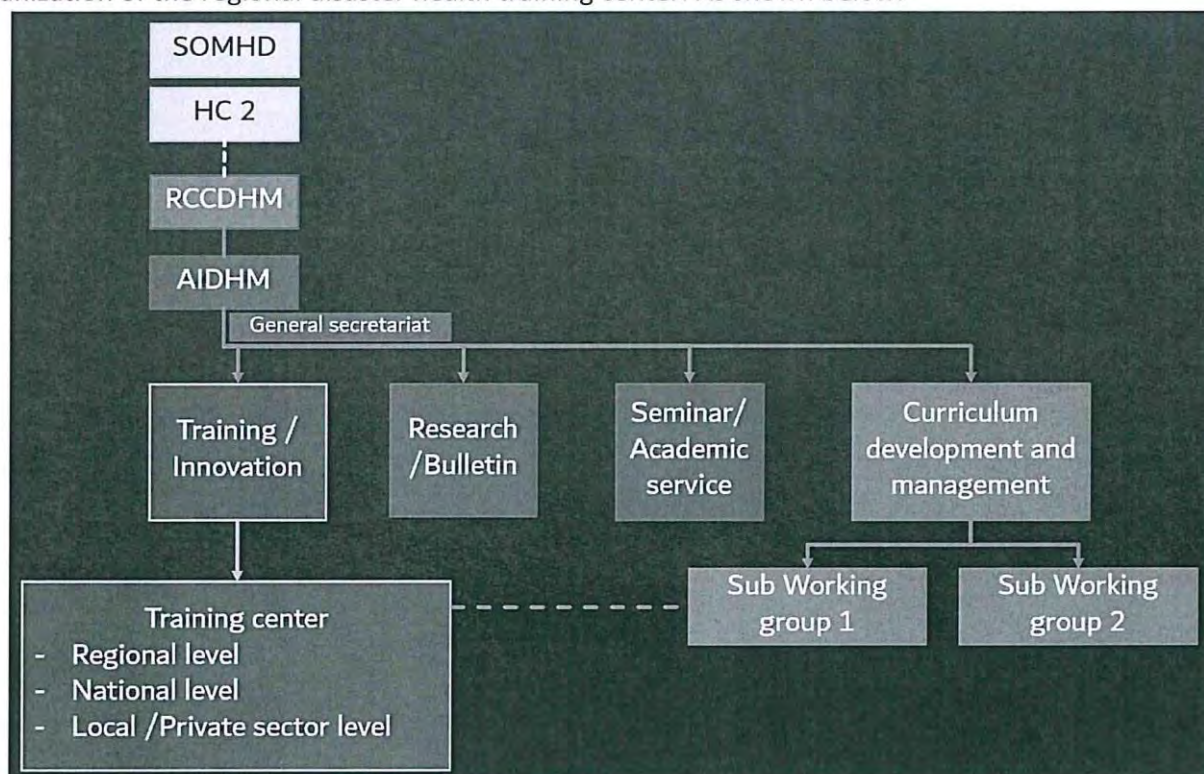 SOMHD
HC 2
RCCDHM
AIDHM
General secretariat
Training /
Innovation
Research
/Bulletin
Seminar/
Academic
service
Curriculum
development and
management
Training center
- Regional level
- National level
- Local /Private sector level
Sub Working
group 1
Sub Working
group 2